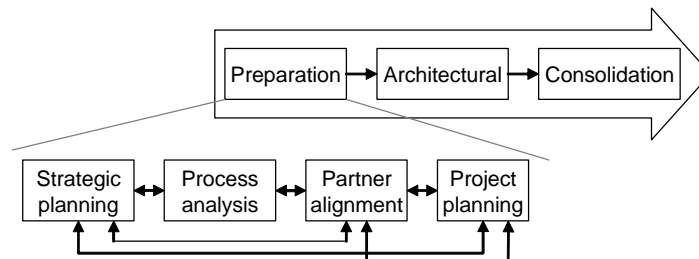 Preparation
Architectural
Consolidation
Strategic
planning
Process
analysis
Partner
alignment
Project
planning